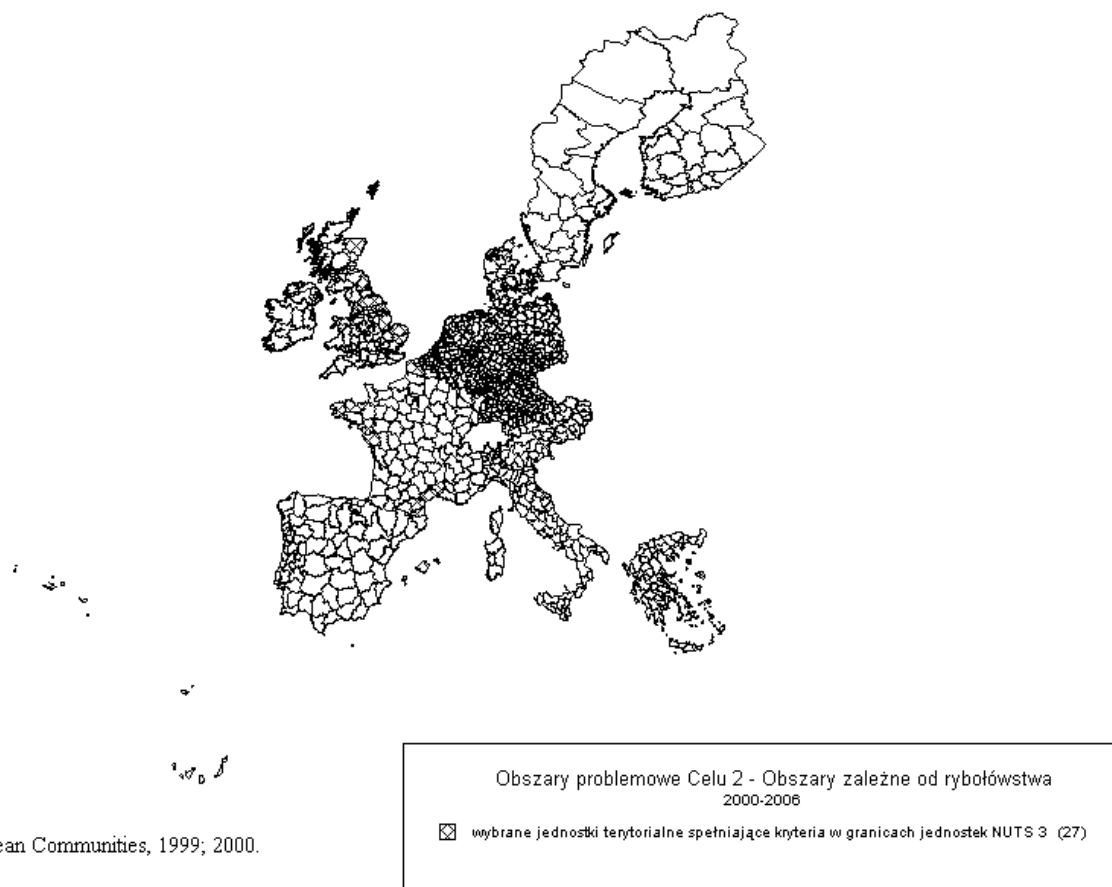 Obszary problemowe Celu 2 - Obszary zależne od rybołówstwa
2000-2006
wybrane jednostki terytorialne spełniające kryteria w granicach jednostek NUTS 3 (27)
ean Communities, 1999; 2000.